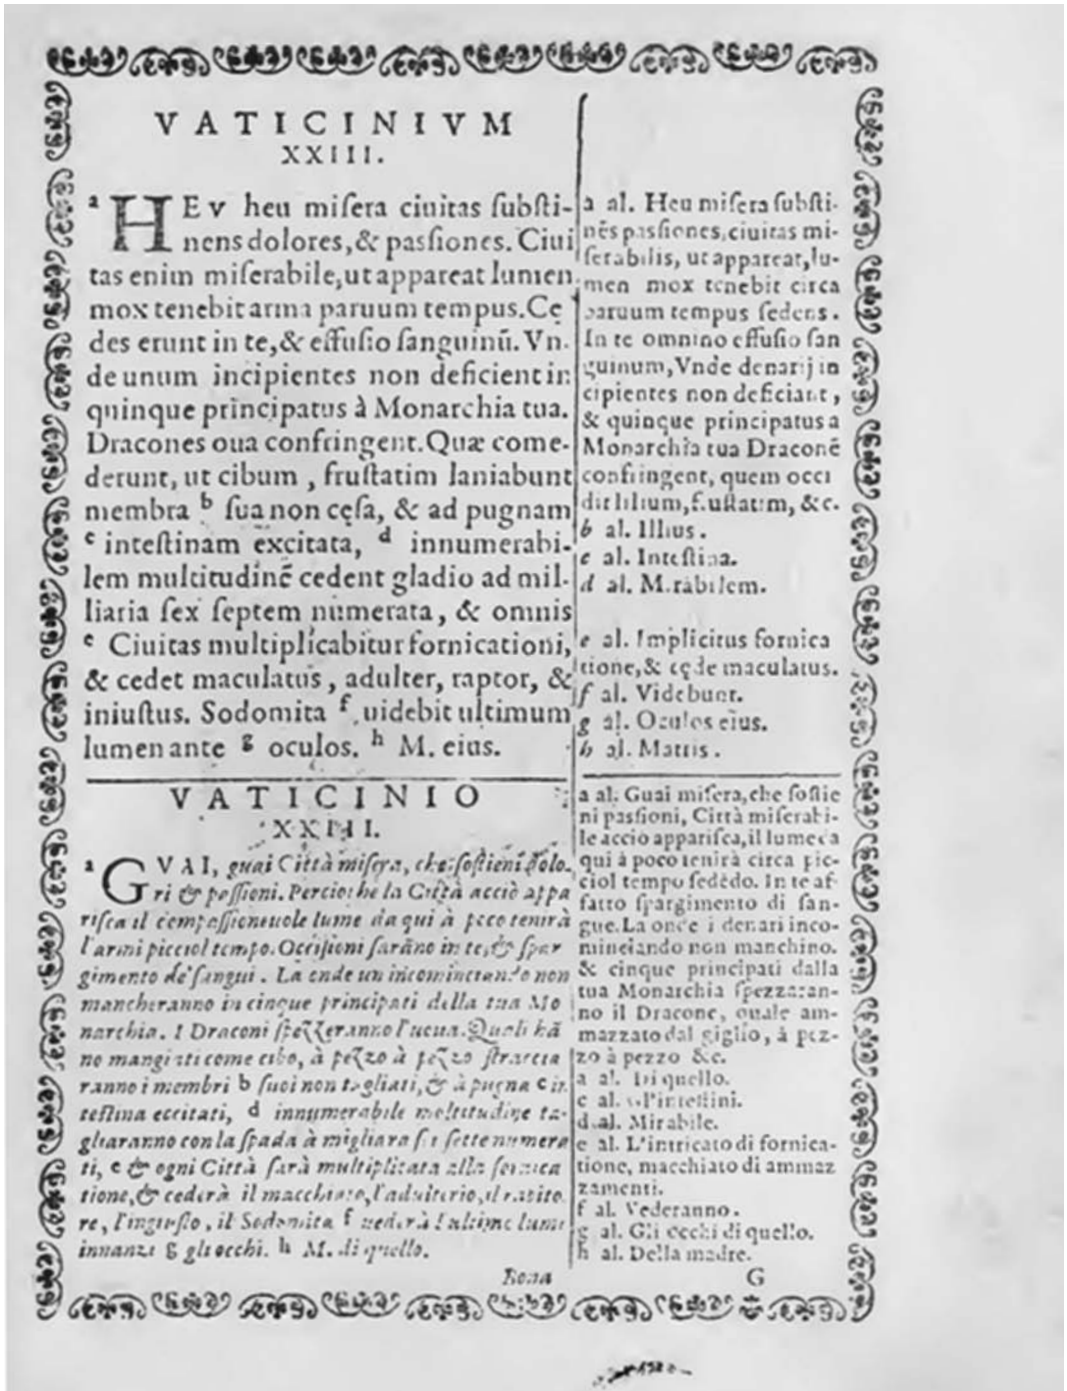 VATICINIVM
XXIII.
a HEV heu misera ciuitas substi-
nens dolores, & passiones. Ciui
tas enim miserabile, ut appareat lumen
mox tenebit arma paruum tempus. Cę
des erunt in te, & effusio sanguinũ. Vn-
de unum incipientes non deficient in
quinque principatus à Monarchia tua.
Dracones oua confringent. Quæ come-
derunt, ut cibum, frustatim laniabunt
membra b sua non cęsa, & ad pugnam
c intestinam excitata, d innumerabi-
lem multitudinẽ cedent gladio ad mil-
liaria sex septem numerata, & omnis
e Ciuitas multiplicabitur fornicationi,
& cedet maculatus, adulter, raptor, &
iniustus. Sodomita f uidebit ultimum
lumen ante g oculos. h M. eius.
a al. Heu misera substi-
nẽs passiones, ciuitas mi-
serabilis, ut appareat, lu-
men mox tenebit circa
paruum tempus sedens.
In te omnino effusio san
guinum, Vnde denarij in
cipientes non deficiant,
& quinque principatus a
Monarchia tua Draconẽ
confringent, quem occi
dit lilium, frustatim, &c.
b al. Illius.
c al. Intestina.
d al. Mirabilem.
e al. Implicitus fornica
tione, & cęde maculatus.
f al. Videbunt.
g al. Oculos eius.
h al. Matris.
VATICINIO
XXIII.
a GVAI, guai Città misera, che sostieni dolo-
ri & passioni. Percioche la Città acciò appa
risca il compassioneuole lume da qui à poco tenirà
l'armi picciol tempo. Occisioni sarãno in te, & spar
gimento de' sangui. La onde un incominciando non
mancheranno in cinque principati della tua Mo
narchia. I Draconi spezzeranno l'uoua. Quali hã
no mangiati come cibo, à pezzo à pezzo straccia
ranno i membri b suoi non tagliati, & à pugna c in
testina eccitati, d innumerabile moltitudine ta-
gliaranno con la spada à migliara sei sette numera
ti, e & ogni Città sarà multiplicata alla fornica
tione, & cederà il macchiato, l'adulterio, il rapito
re, l'ingiusto, il Sodomita f uederà l'ultimo lume
innanzi g gli occhi. h M. di quello.
a al. Guai misera, che sostie
ni passioni, Città miserabi-
le acciò apparisca, il lume ca
qui à poco tenirà circa pic-
ciol tempo sedẽdo. In te af-
fatto spargimento di san-
gue. La onde i denari inco-
minciando non manchino.
& cinque principati dalla
tua Monarchia spezzaran-
no il Dracone, quale am-
mazzato dal giglio, à pez-
zo à pezzo &c.
a al. Di quello.
c al. l'intestini.
d al. Mirabile.
e al. L'intricato di fornica-
tione, macchiato di ammaz
zamenti.
f al. Vederanno.
g al. Gli occhi di quello.
h al. Della madre.
Roma
G